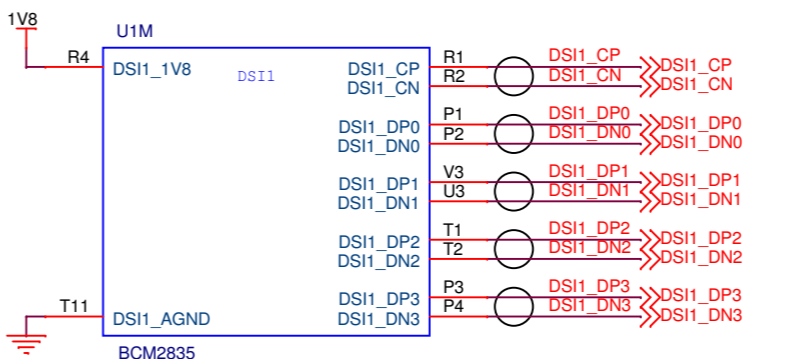 1V8
U1M
R4
DSI1_1V8
DSI1
DSI1_CP R1 DSI1_CP DSI1_CP
DSI1_CN R2 DSI1_CN DSI1_CN
DSI1_DP0 P1 DSI1_DP0 DSI1_DP0
DSI1_DN0 P2 DSI1_DN0 DSI1_DN0
DSI1_DP1 V3 DSI1_DP1 DSI1_DP1
DSI1_DN1 U3 DSI1_DN1 DSI1_DN1
DSI1_DP2 T1 DSI1_DP2 DSI1_DP2
DSI1_DN2 T2 DSI1_DN2 DSI1_DN2
DSI1_DP3 P3 DSI1_DP3 DSI1_DP3
DSI1_DN3 P4 DSI1_DN3 DSI1_DN3
T11
DSI1_AGND
BCM2835